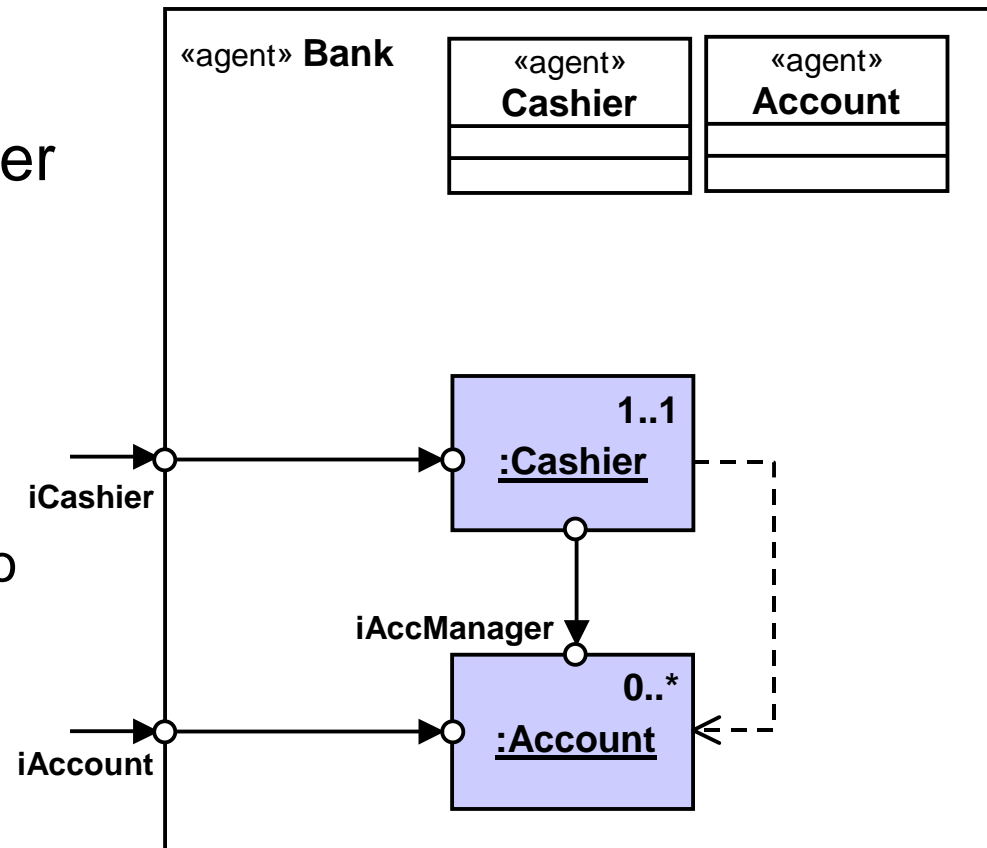 «agent» Bank
«agent»
Cashier
«agent»
Account
er
1..1
:Cashier
iCashier
o
iAccManager
0..*
:Account
iAccount